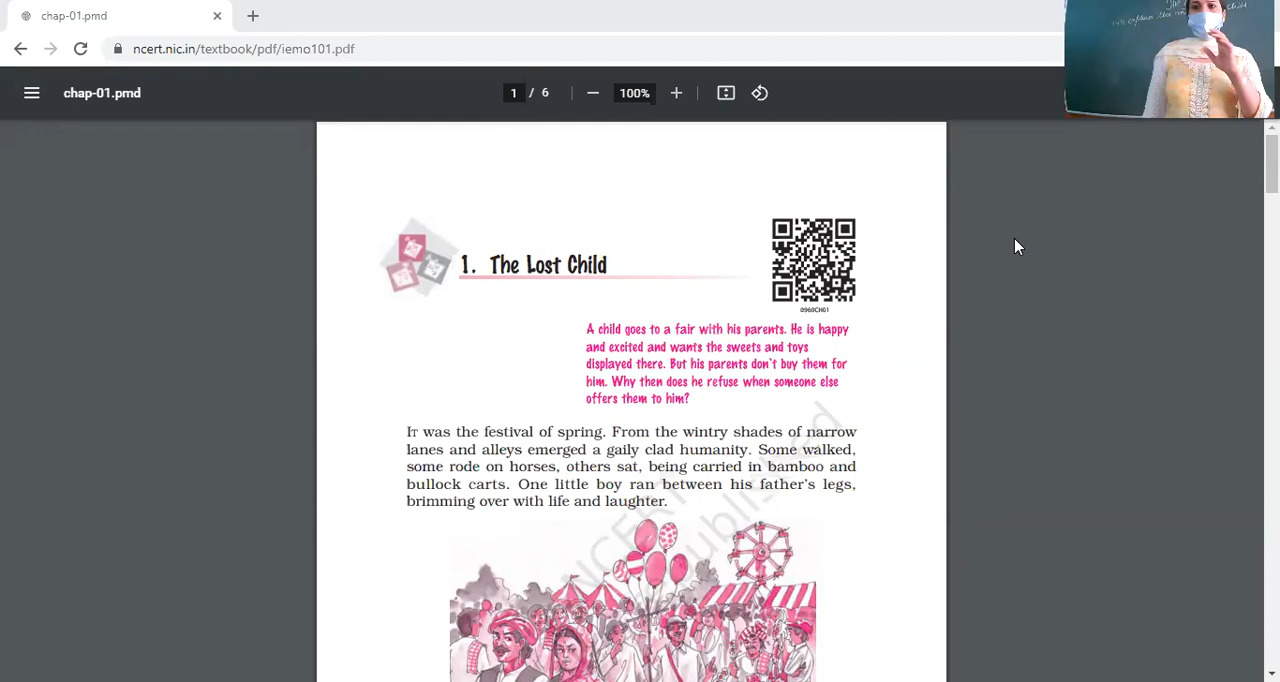 chap-01.pmd
ncert.nic.in/textbook/pdf/iemo101.pdf
chap-01.pmd
1 / 6
100%
1. The Lost Child
0960CH01
A child goes to a fair with his parents. He is happy
and excited and wants the sweets and toys
displayed there. But his parents don't buy them for
him. Why then does he refuse when someone else
offers them to him?
IT was the festival of spring. From the wintry shades of narrow
lanes and alleys emerged a gaily clad humanity. Some walked,
some rode on horses, others sat, being carried in bamboo and
bullock carts. One little boy ran between his father's legs,
brimming over with life and laughter.